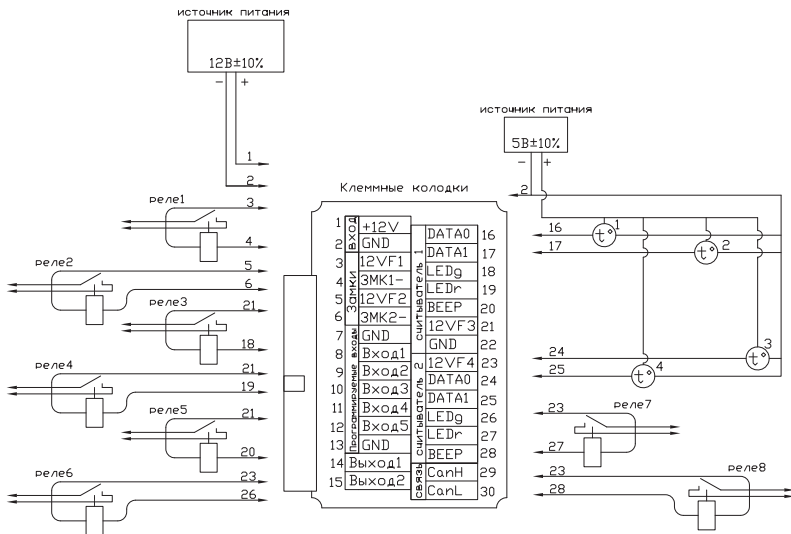 источник питания
12В±10%
− +
1
2
источник питания
5В±10%
− +
2
Клеммные колодки
реле1
3
4
реле2
5
6
реле3
21
18
реле4
21
19
реле5
21
20
реле6
23
26
вход
1 +12V
2 GND
Замки
3 12VF1
4 ЗМК1-
5 12VF2
6 ЗМК2-
Программируемые входы
7 GND
8 Вход1
9 Вход2
10 Вход3
11 Вход4
12 Вход5
13 GND
14 Выход1
15 Выход2
считыватель 1
DATA0 16
DATA1 17
LEDg 18
LEDr 19
BEEP 20
12VF3 21
GND 22
считыватель 2
12VF4 23
DATA0 24
DATA1 25
LEDg 26
LEDr 27
BEEP 28
связь
CanH 29
CanL 30
16
t° 1
17
t° 2
24
t° 3
25
t° 4
23
реле7
27
23
реле8
28